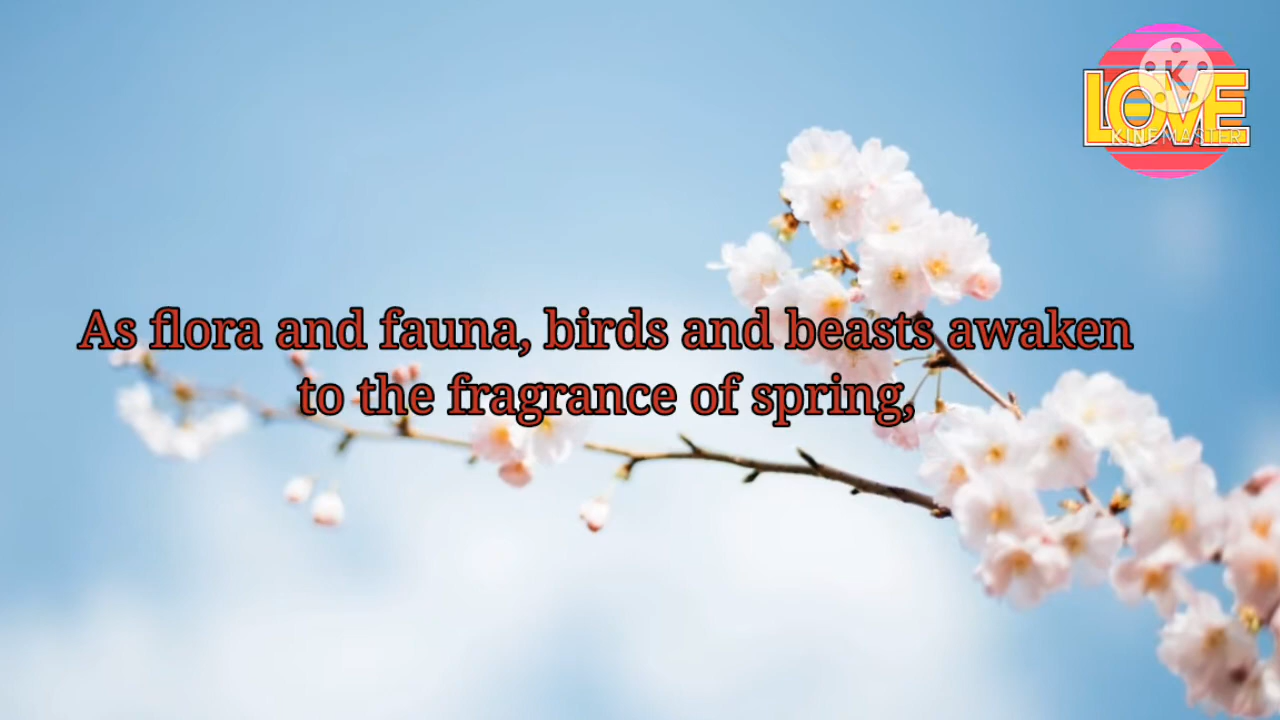 LOVE
KINEMASTER
As flora and fauna, birds and beasts awaken
to the fragrance of spring,